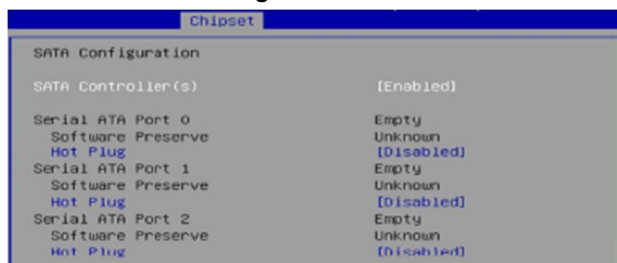 Chipset
SATA Configuration
SATA Controller(s) [Enabled]
Serial ATA Port 0 Empty
Software Preserve Unknown
Hot Plug [Disabled]
Serial ATA Port 1 Empty
Software Preserve Unknown
Hot Plug [Disabled]
Serial ATA Port 2 Empty
Software Preserve Unknown
Hot Plug [Disabled]